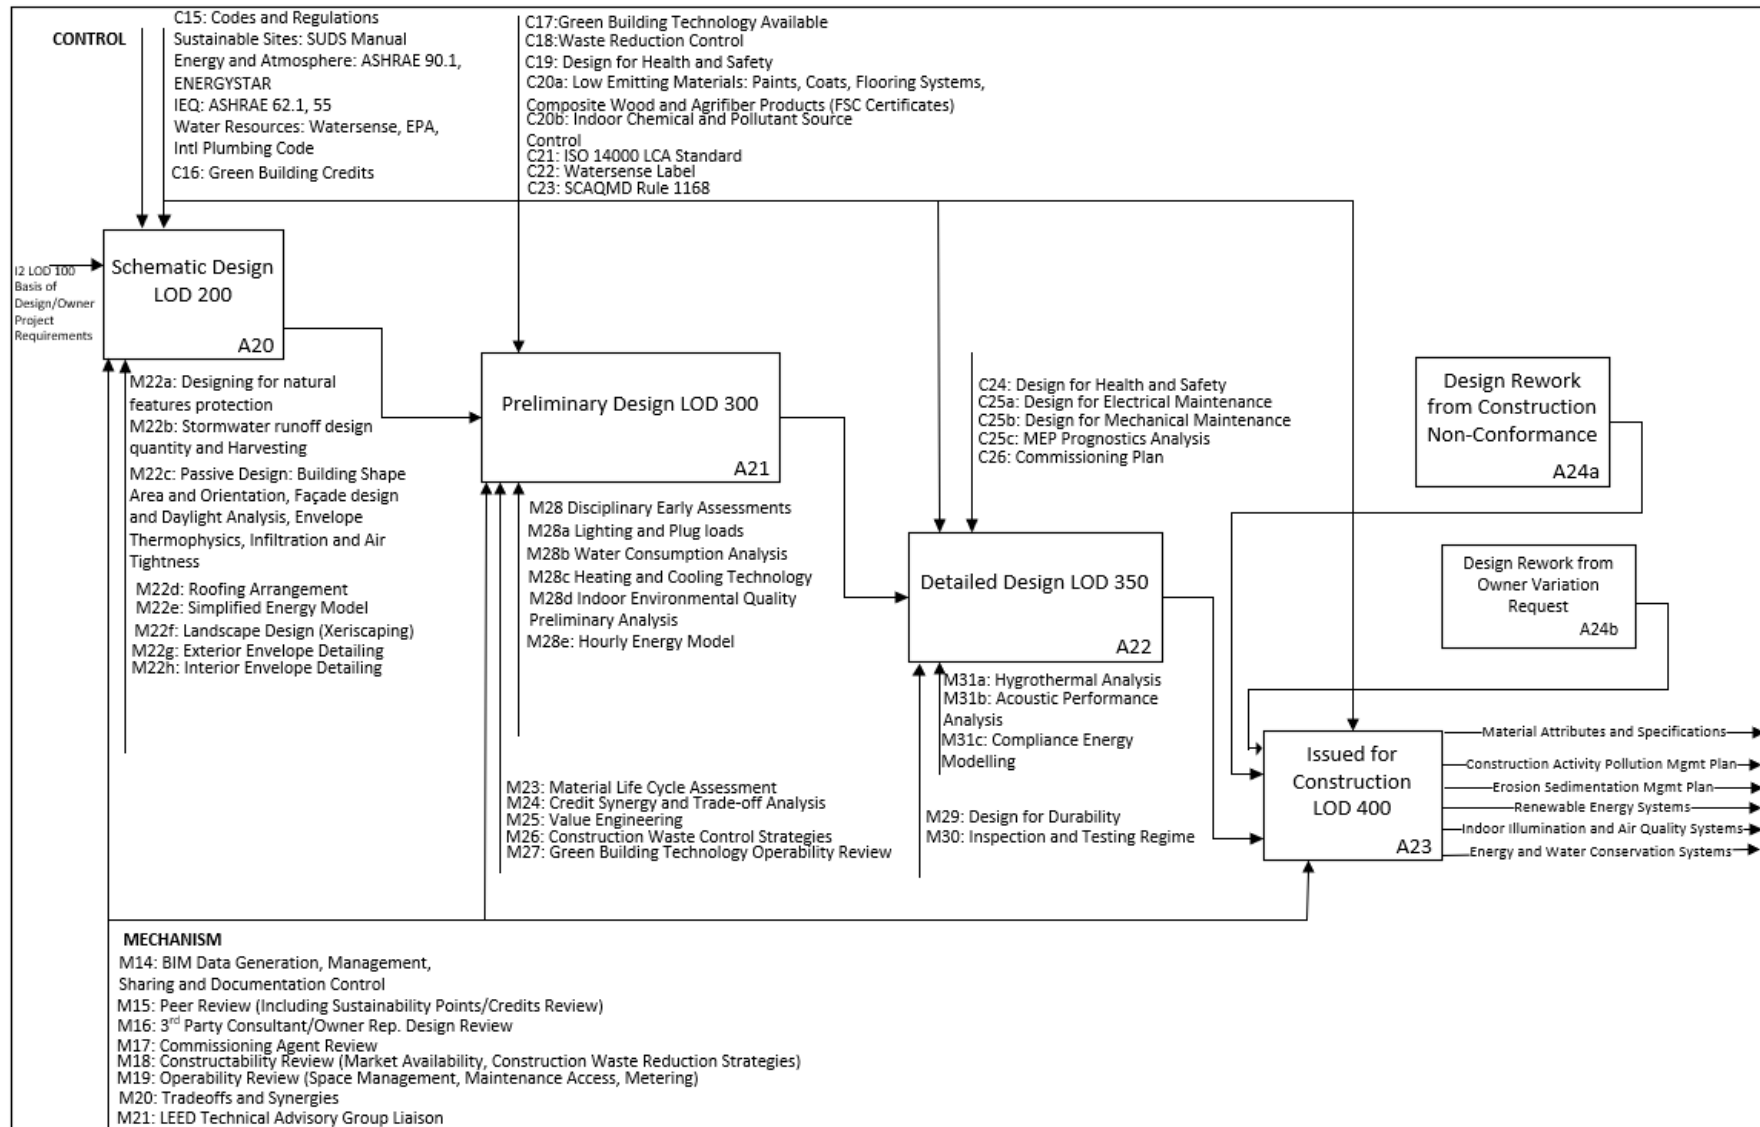 CONTROL
C15: Codes and Regulations
Sustainable Sites: SUDS Manual
Energy and Atmosphere: ASHRAE 90.1,
ENERGYSTAR
IEQ: ASHRAE 62.1, 55
Water Resources: Watersense, EPA,
Intl Plumbing Code
C16: Green Building Credits
C17:Green Building Technology Available
C18:Waste Reduction Control
C19: Design for Health and Safety
C20a: Low Emitting Materials: Paints, Coats, Flooring Systems,
Composite Wood and Agrifiber Products (FSC Certificates)
C20b: Indoor Chemical and Pollutant Source
Control
C21: ISO 14000 LCA Standard
C22: Watersense Label
C23: SCAQMD Rule 1168
I2 LOD 100
Basis of
Design/Owner
Project
Requirements
Schematic Design
LOD 200
A20
M22a: Designing for natural
features protection
M22b: Stormwater runoff design
quantity and Harvesting
M22c: Passive Design: Building Shape
Area and Orientation, Façade design
and Daylight Analysis, Envelope
Thermophysics, Infiltration and Air
Tightness
M22d: Roofing Arrangement
M22e: Simplified Energy Model
M22f: Landscape Design (Xeriscaping)
M22g: Exterior Envelope Detailing
M22h: Interior Envelope Detailing
Preliminary Design LOD 300
A21
M28 Disciplinary Early Assessments
M28a Lighting and Plug loads
M28b Water Consumption Analysis
M28c Heating and Cooling Technology
M28d Indoor Environmental Quality
Preliminary Analysis
M28e: Hourly Energy Model
M23: Material Life Cycle Assessment
M24: Credit Synergy and Trade-off Analysis
M25: Value Engineering
M26: Construction Waste Control Strategies
M27: Green Building Technology Operability Review
C24: Design for Health and Safety
C25a: Design for Electrical Maintenance
C25b: Design for Mechanical Maintenance
C25c: MEP Prognostics Analysis
C26: Commissioning Plan
Detailed Design LOD 350
A22
M31a: Hygrothermal Analysis
M31b: Acoustic Performance
Analysis
M31c: Compliance Energy
Modelling
M29: Design for Durability
M30: Inspection and Testing Regime
Design Rework
from Construction
Non-Conformance
A24a
Design Rework from
Owner Variation
Request
A24b
Issued for
Construction
LOD 400
A23
Material Attributes and Specifications
Construction Activity Pollution Mgmt Plan
Erosion Sedimentation Mgmt Plan
Renewable Energy Systems
Indoor Illumination and Air Quality Systems
Energy and Water Conservation Systems
MECHANISM
M14: BIM Data Generation, Management,
Sharing and Documentation Control
M15: Peer Review (Including Sustainability Points/Credits Review)
M16: 3rd Party Consultant/Owner Rep. Design Review
M17: Commissioning Agent Review
M18: Constructability Review (Market Availability, Construction Waste Reduction Strategies)
M19: Operability Review (Space Management, Maintenance Access, Metering)
M20: Tradeoffs and Synergies
M21: LEED Technical Advisory Group Liaison